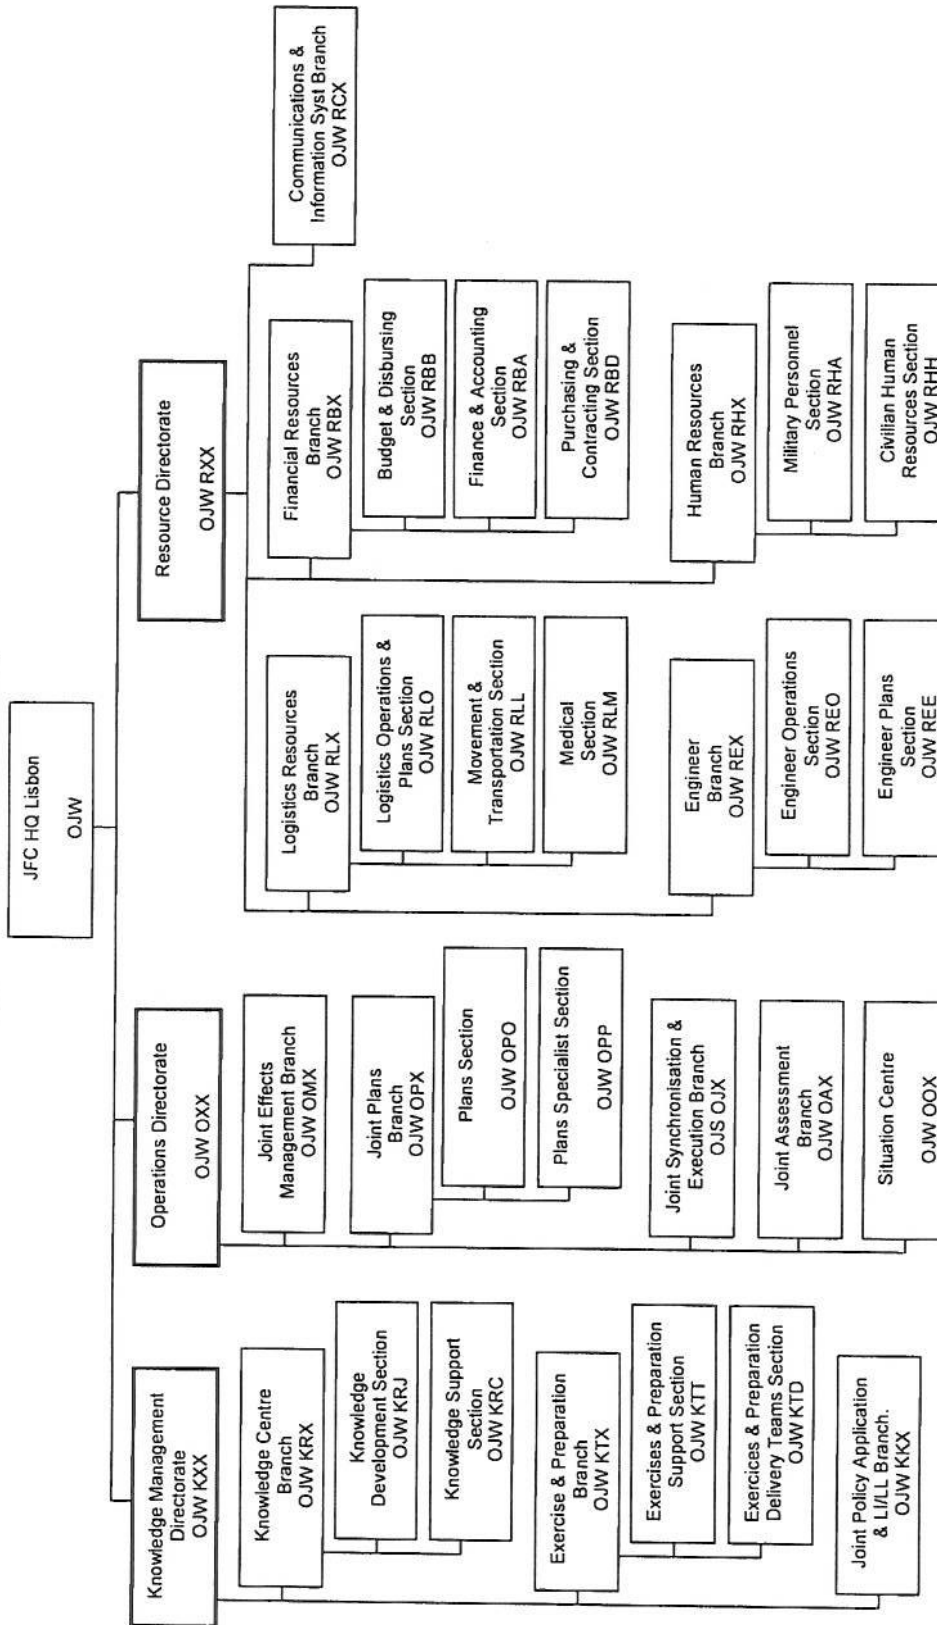 JFC HQ Lisbon
OJW
Knowledge Management
Directorate
OJW KXX
Knowledge Centre
Branch
OJW KRX
Knowledge
Development Section
OJW KRJ
Knowledge Support
Section
OJW KRC
Exercise & Preparation
Branch
OJW KTX
Exercises & Preparation
Support Section
OJW KTT
Exercices & Preparation
Delivery Teams Section
OJW KTD
Joint Policy Application
& LI/LL Branch.
OJW KKX
Operations Directorate
OJW OXX
Joint Effects
Management Branch
OJW OMX
Joint Plans
Branch
OJW OPX
Plans Section
OJW OPO
Plans Specialist Section
OJW OPP
Joint Synchronisation &
Execution Branch
OJS OJX
Joint Assessment
Branch
OJW OAX
Situation Centre
OJW OOX
Resource Directorate
OJW RXX
Logistics Resources
Branch
OJW RLX
Logistics Operations &
Plans Section
OJW RLO
Movement &
Transportation Section
OJW RLL
Medical
Section
OJW RLM
Engineer
Branch
OJW REX
Engineer Operations
Section
OJW REO
Engineer Plans
Section
OJW REE
Financial Resources
Branch
OJW RBX
Budget & Disbursing
Section
OJW RBB
Finance & Accounting
Section
OJW RBA
Purchasing &
Contracting Section
OJW RBD
Human Resources
Branch
OJW RHX
Military Personnel
Section
OJW RHA
Civilian Human
Resources Section
OJW RHH
Communications &
Information Syst Branch
OJW RCX